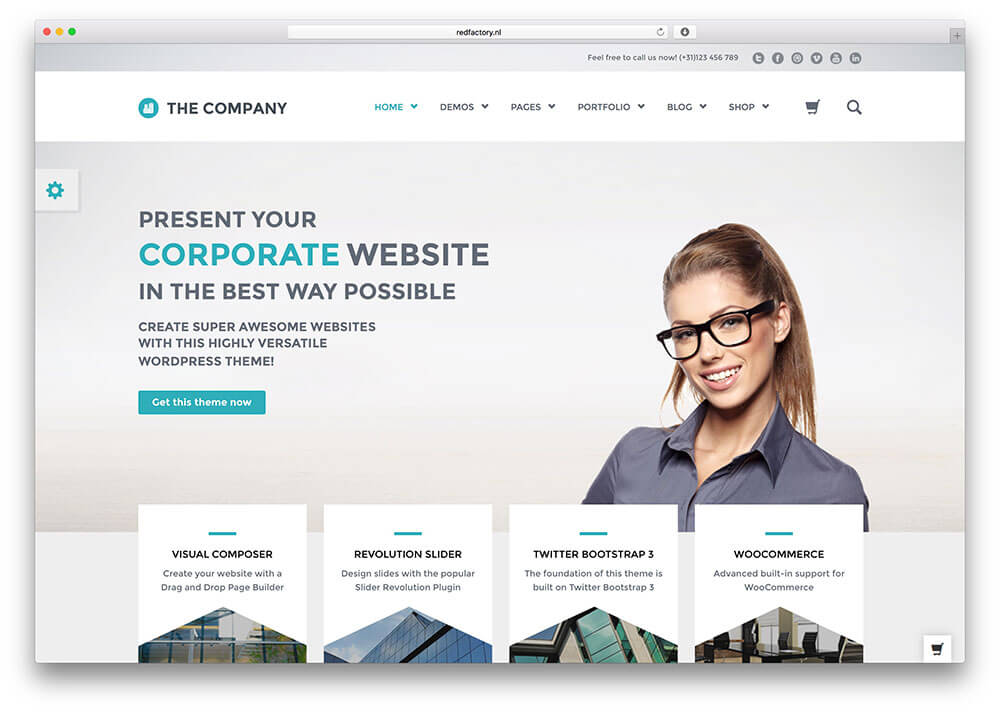 redfactory.nl
Feel free to call us now! (+31)123 456 789
THE COMPANY
HOME DEMOS PAGES PORTFOLIO BLOG SHOP
PRESENT YOUR
CORPORATE WEBSITE
IN THE BEST WAY POSSIBLE
CREATE SUPER AWESOME WEBSITES
WITH THIS HIGHLY VERSATILE
WORDPRESS THEME!
Get this theme now
VISUAL COMPOSER
Create your website with a
Drag and Drop Page Builder
REVOLUTION SLIDER
Design slides with the popular
Slider Revolution Plugin
TWITTER BOOTSTRAP 3
The foundation of this theme is
built on Twitter Bootstrap 3
WOOCOMMERCE
Advanced built-in support for
WooCommerce